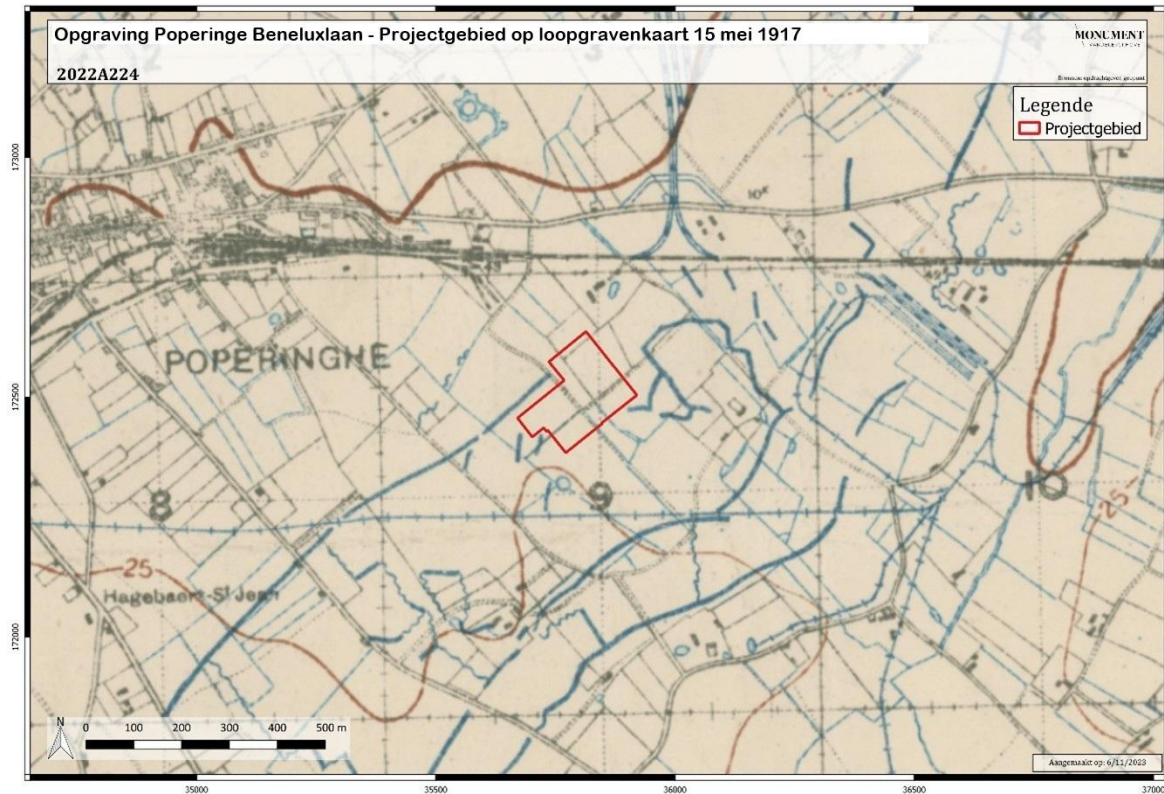 Opgraving Poperinge Beneluxlaan - Projectgebied op loopgravenkaart 15 mei 1917
2022A224
MONUMENT
VANDEKERCKHOVE
Legende
Projectgebied
173000
172500
172000
POPERINGHE
8
9
10
25
25
Hagebaert-St Jean
N
0 100 200 300 400 500 m
Aangemaakt op: 6/11/2023
35000 35500 36000 36500 37000